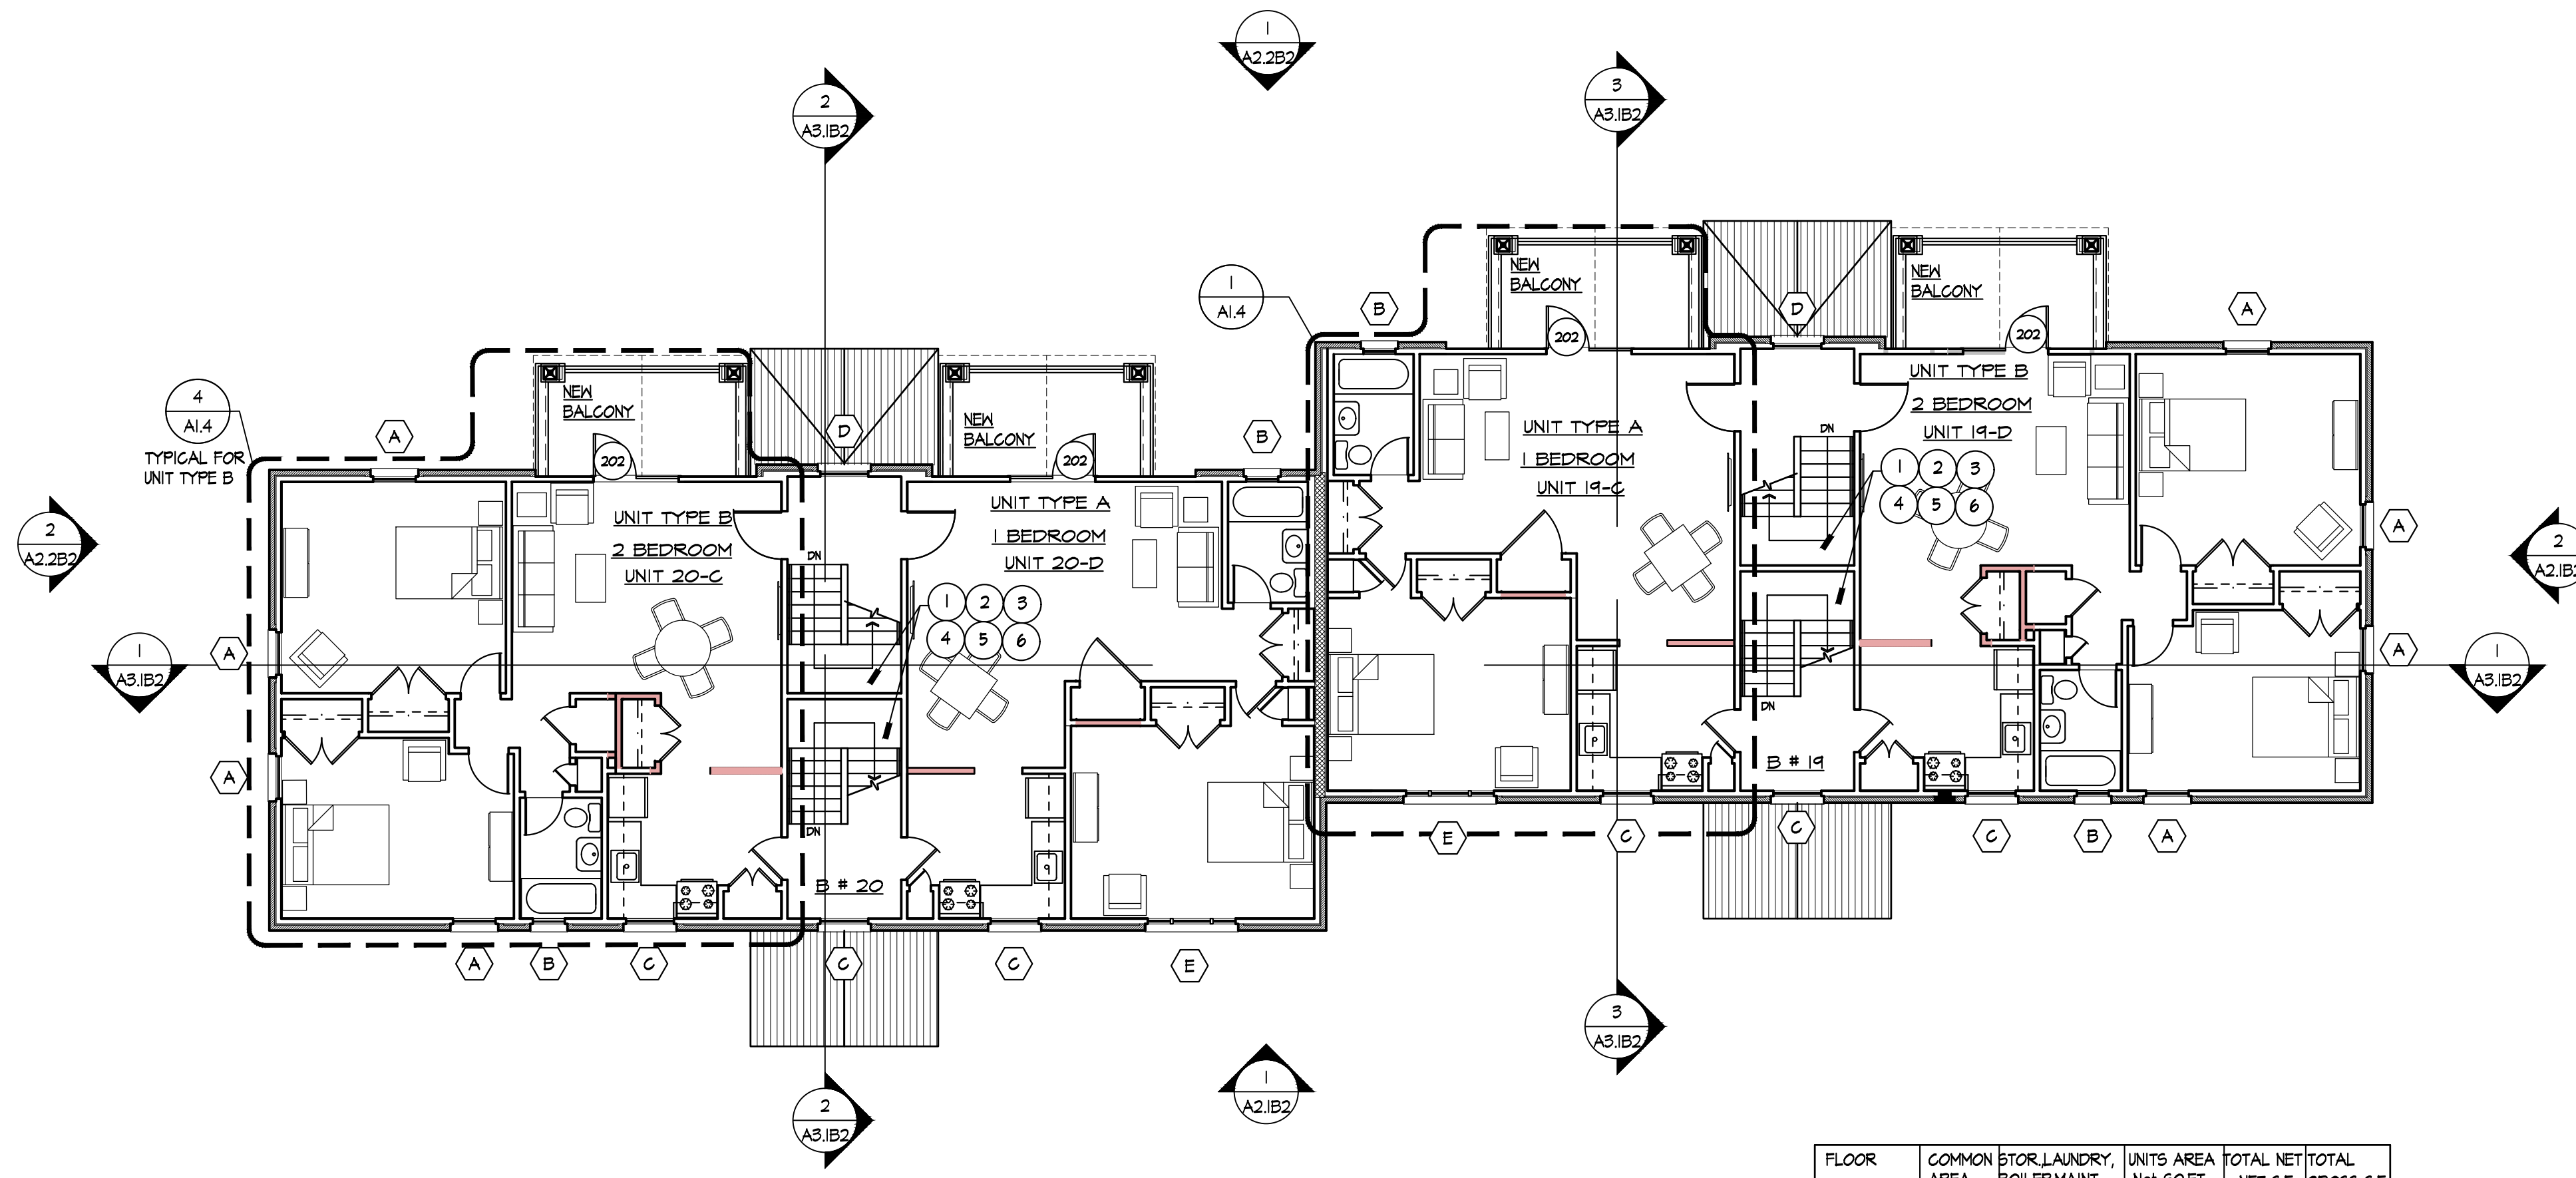 1
A2.2B2
2
A3.1B2
3
A3.1B2
NEW
BALCONY
NEW
BALCONY
1
A1.4
B
D
A
202
202
4
A1.4
TYPICAL FOR
UNIT TYPE B
A
NEW
BALCONY
D
NEW
BALCONY
B
202
202
UNIT TYPE A
1 BEDROOM
UNIT 19-C
UNIT TYPE B
2 BEDROOM
UNIT 19-D
DN
1 2 3
4 5 6
UNIT TYPE B
2 BEDROOM
UNIT 20-C
UNIT TYPE A
1 BEDROOM
UNIT 20-D
DN
1 2 3
4 5 6
2
A2.2B2
A
2
1
A3.1B2
A
A
1
A3.1B2
A
DN
B # 19
DN
B # 20
E
C
C
C
B
A
A
B
C
C
C
E
3
A3.1B2
1
A2.1B2
2
A3.1B2
FLOOR
COMMON
STOR.,LAUNDRY,
UNITS AREA
TOTAL NET
TOTAL